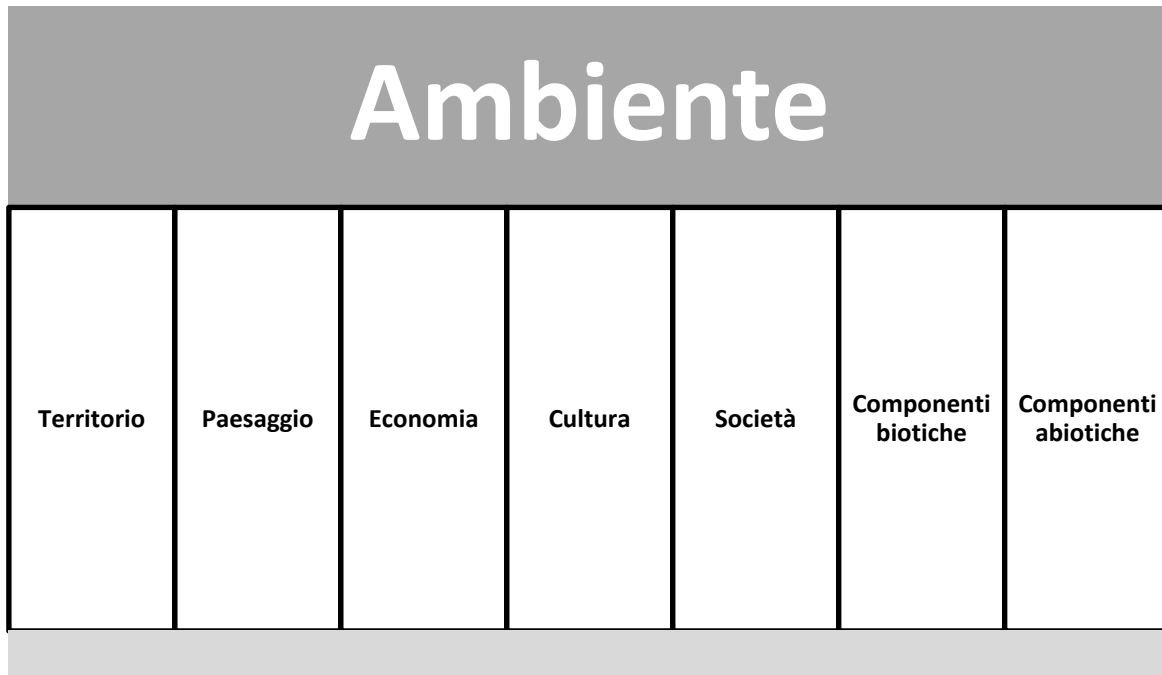 Ambiente
Territorio
Paesaggio
Economia
Cultura
Società
Componenti
biotiche
Componenti
abiotiche